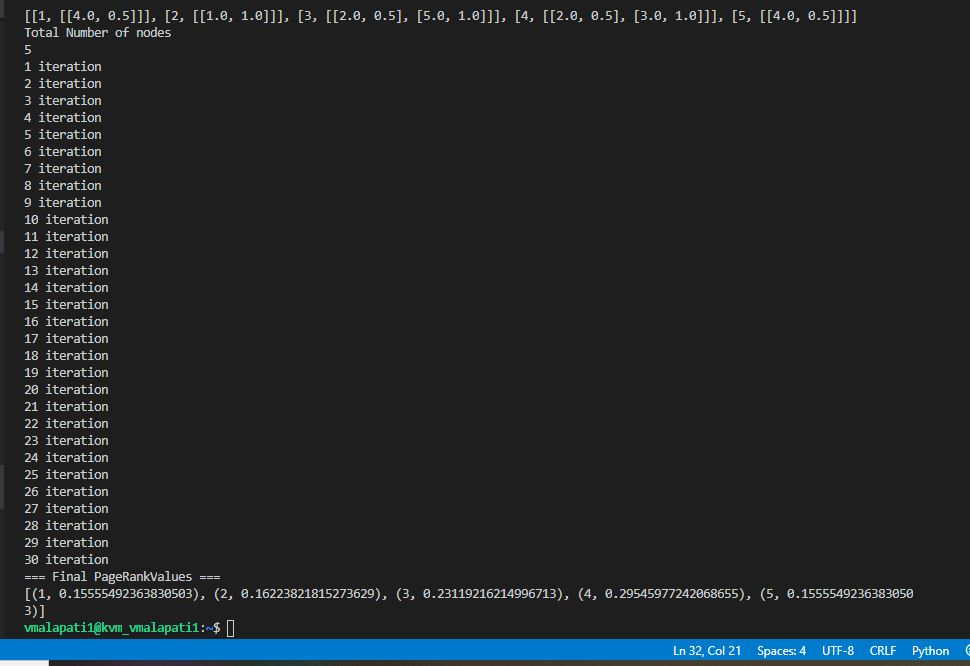 [[1, [[4.0, 0.5]]], [2, [[1.0, 1.0]]], [3, [[2.0, 0.5], [5.0, 1.0]]], [4, [[2.0, 0.5], [3.0, 1.0]]], [5, [[4.0, 0.5]]]]
Total Number of nodes
5
1 iteration
2 iteration
3 iteration
4 iteration
5 iteration
6 iteration
7 iteration
8 iteration
9 iteration
10 iteration
11 iteration
12 iteration
13 iteration
14 iteration
15 iteration
16 iteration
17 iteration
18 iteration
19 iteration
20 iteration
21 iteration
22 iteration
23 iteration
24 iteration
25 iteration
26 iteration
27 iteration
28 iteration
29 iteration
30 iteration
=== Final PageRankValues ===
[(1, 0.15555492363830503), (2, 0.16223821815273629), (3, 0.23119216214996713), (4, 0.29545977242068655), (5, 0.1555549236383050
3)]
vmalapati1@kvm_vmalapati1:~$
Ln 32, Col 21 Spaces: 4 UTF-8 CRLF Python